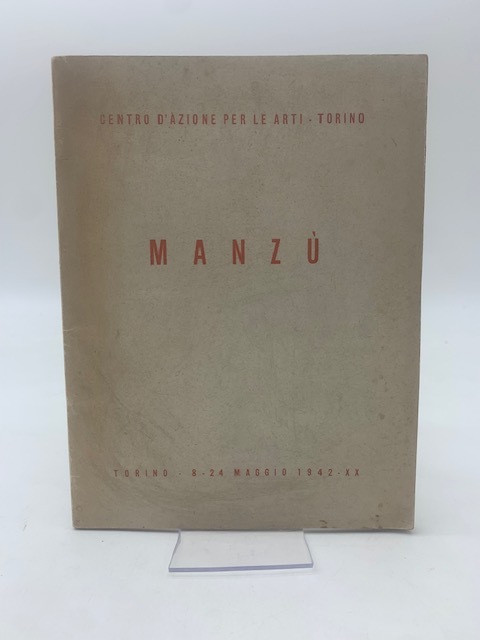 CENTRO D'AZIONE PER LE ARTI - TORINO
MANZÙ
TORINO - 8-24 MAGGIO 1942-XX